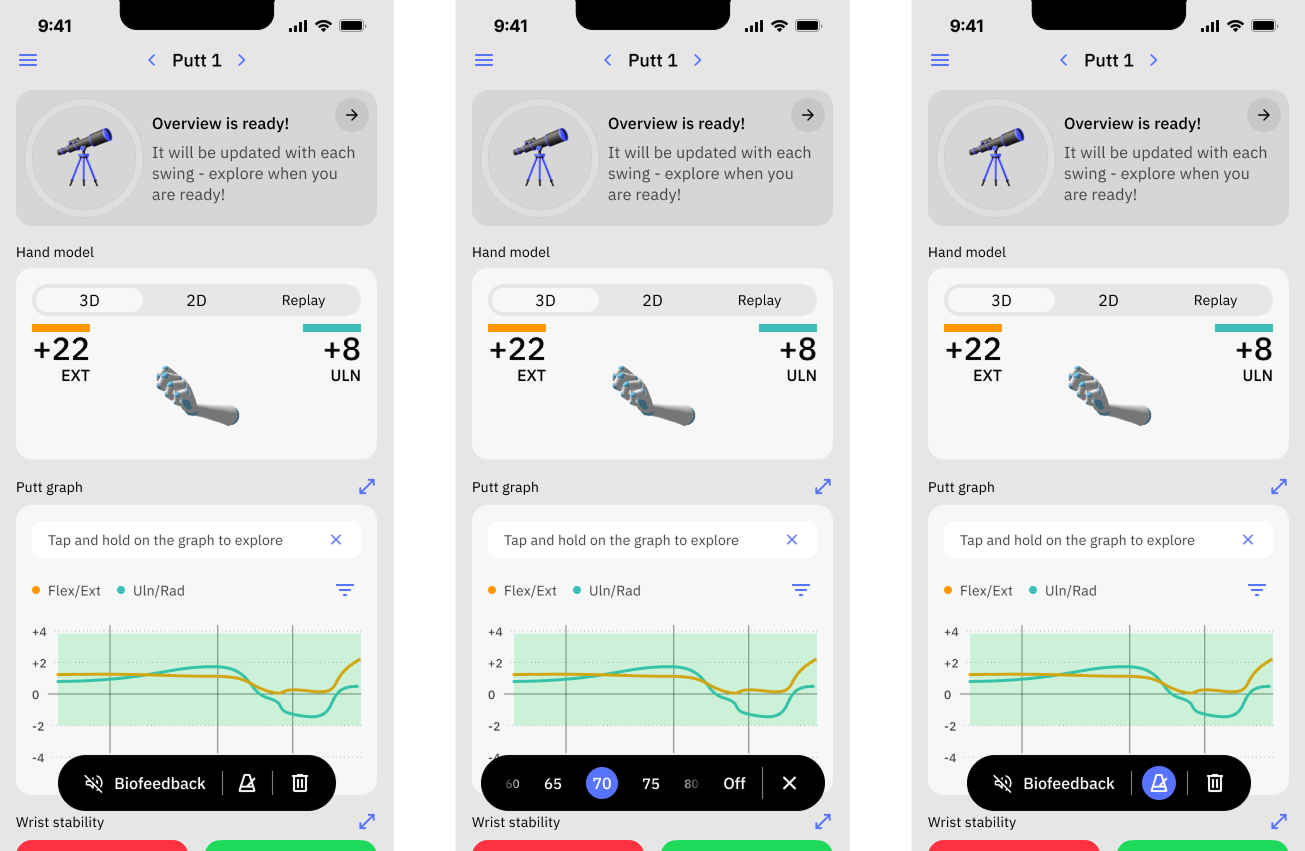 9:41
Putt 1
Overview is ready!
It will be updated with each
swing - explore when you
are ready!
Hand model
3D 2D Replay
+22 +8
EXT ULN
Putt graph
Tap and hold on the graph to explore
Flex/Ext Uln/Rad
+4
+2
0
-2
-4
Biofeedback
Wrist stability
9:41
Putt 1
Overview is ready!
It will be updated with each
swing - explore when you
are ready!
Hand model
3D 2D Replay
+22 +8
EXT ULN
Putt graph
Tap and hold on the graph to explore
Flex/Ext Uln/Rad
+4
+2
0
-2
-4
60 65 70 75 80 Off
Wrist stability
9:41
Putt 1
Overview is ready!
It will be updated with each
swing - explore when you
are ready!
Hand model
3D 2D Replay
+22 +8
EXT ULN
Putt graph
Tap and hold on the graph to explore
Flex/Ext Uln/Rad
+4
+2
0
-2
-4
Biofeedback
Wrist stability